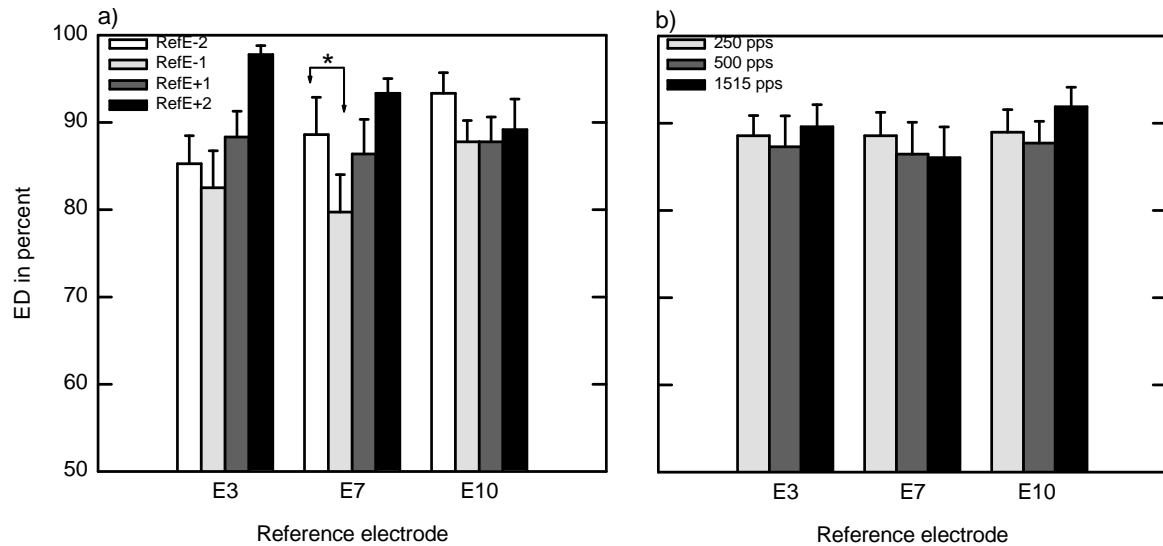 a)
100
90
80
70
60
50
ED in percent
RefE-2
RefE-1
RefE+1
RefE+2
*
E3 E7 E10
Reference electrode
b)
250 pps
500 pps
1515 pps
E3 E7 E10
Reference electrode